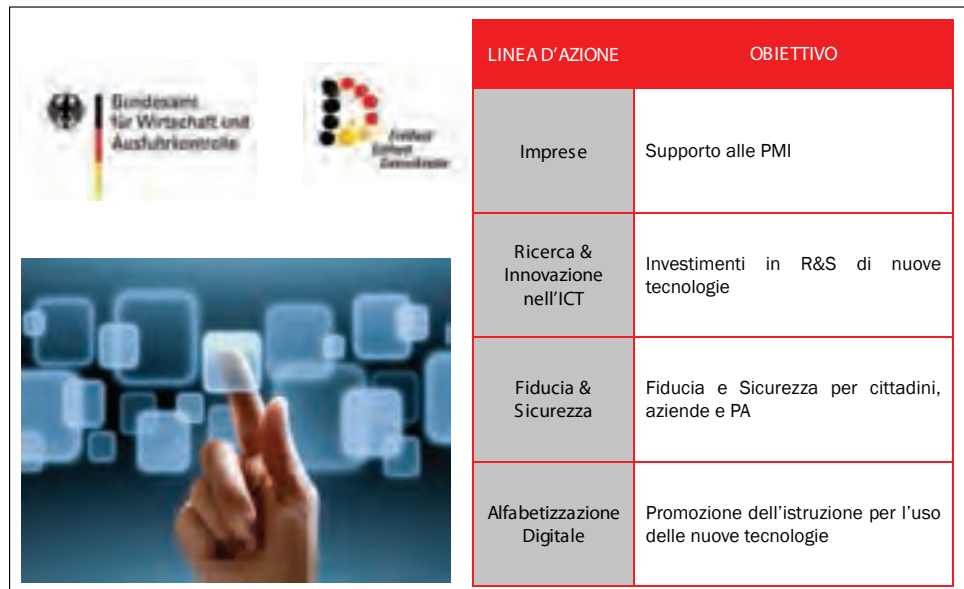 Bundesamt
für Wirtschaft und
Ausfuhrkontrolle
Einheit
Demokratie
LINEA D’AZIONE
OBIETTIVO
Imprese
Supporto alle PMI
Ricerca &
Innovazione
nell’ICT
Investimenti in R&S di nuove
tecnologie
Fiducia &
Sicurezza
Fiducia e Sicurezza per cittadini,
aziende e PA
Alfabetizzazione
Digitale
Promozione dell’istruzione per l’uso
delle nuove tecnologie